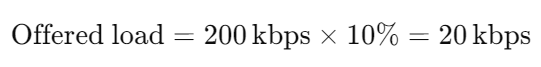 Offered load = 200 kbps × 10% = 20 kbps